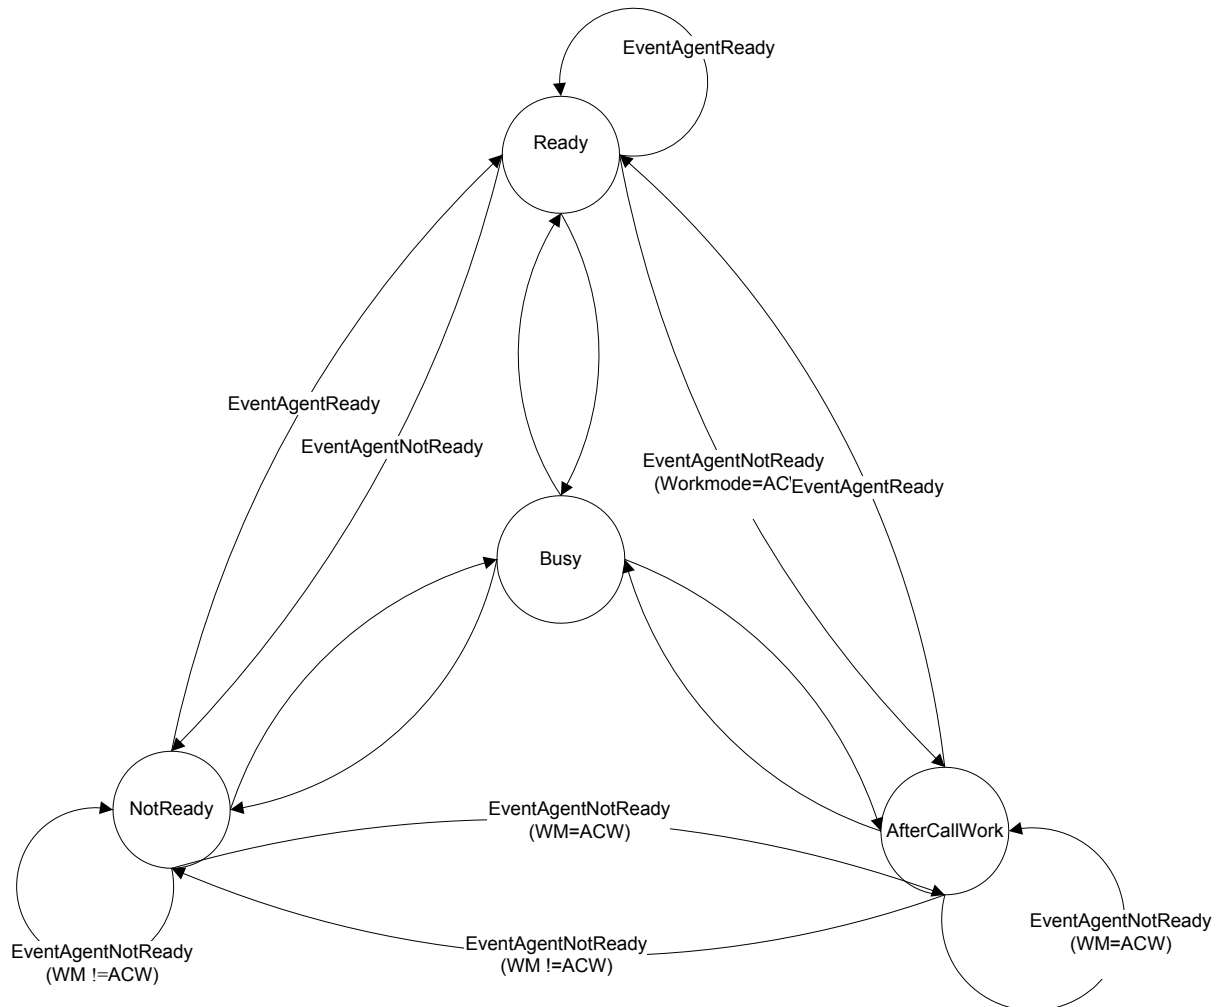 EventAgentReady
Ready
EventAgentReady
EventAgentNotReady
EventAgentNotReady
(Workmode=AC
EventAgentReady
Busy
NotReady
EventAgentNotReady
(WM=ACW)
AfterCallWork
EventAgentNotReady
(WM !=ACW)
EventAgentNotReady
(WM !=ACW)
EventAgentNotReady
(WM=ACW)